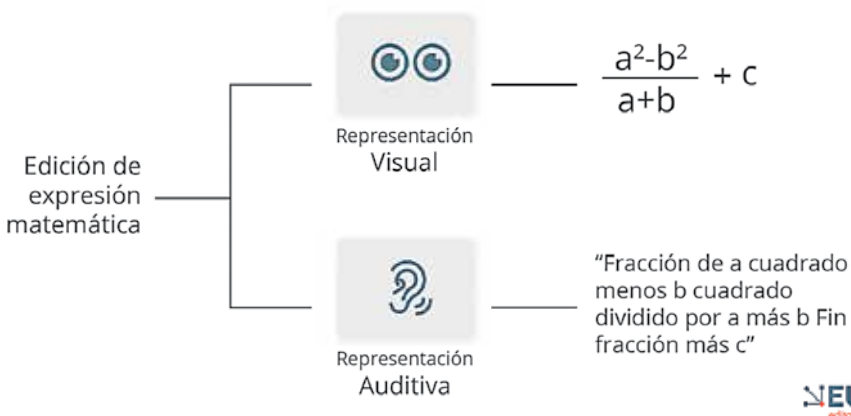 Edición de
expresión
matemática
Representación
Visual
a²-b²
a+b
+ c
Representación
Auditiva
“Fracción de a cuadrado
menos b cuadrado
dividido por a más b Fin
fracción más c”